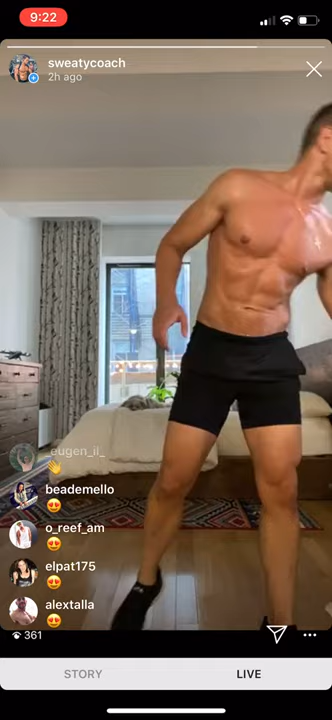 9:22
sweatycoach
2h ago
_eugen_il_
beademello
o_reef_am
elpat175
alextalla
361
STORY
LIVE